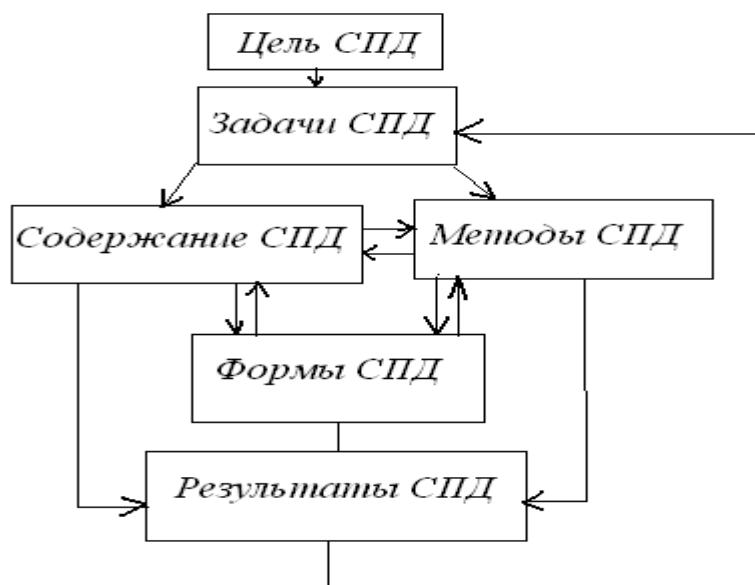 Цель СПД
Задачи СПД
Содержание СПД
Методы СПД
Формы СПД
Результаты СПД